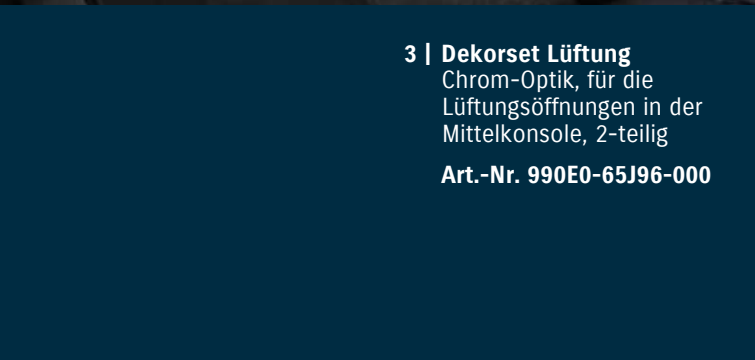 3 | Dekorset Lüftung
Chrom-Optik, für die
Lüftungsöffnungen in der
Mittelkonsole, 2-teilig
Art.-Nr. 990E0-65J96-000